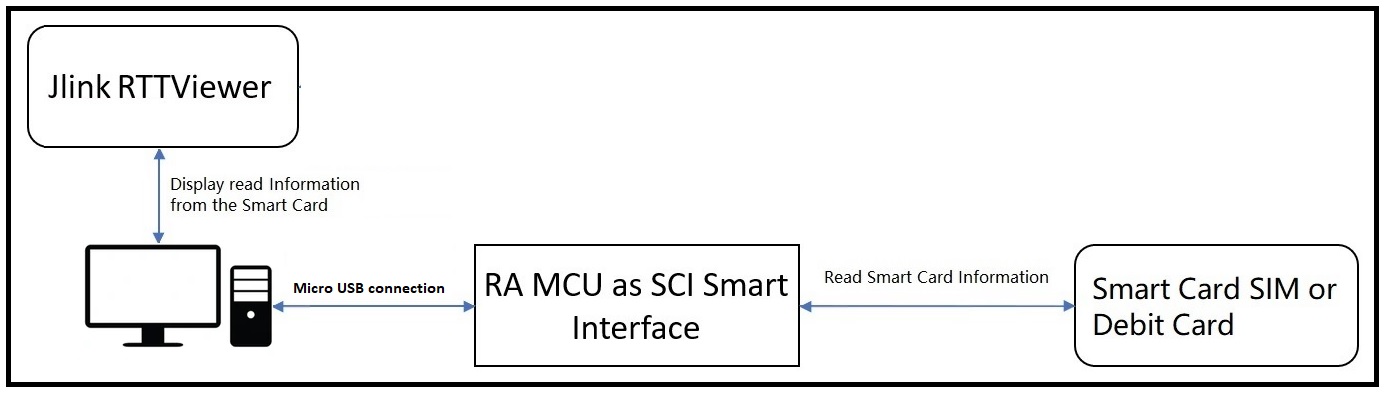 Jlink RTTViewer
Display read Information
from the Smart Card
Micro USB connection
RA MCU as SCI Smart
Interface
Read Smart Card Information
Smart Card SIM or
Debit Card